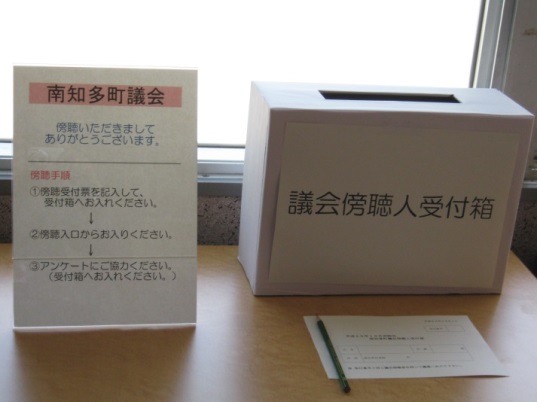 南知多町議会
傍聴いただきまして
ありがとうございます。
傍聴手順
①傍聴受付票を記入して、
受付箱へお入れください。
↓
②傍聴入口からお入りください。
↓
③アンケートにご協力ください。
（受付箱へお入れください。）
議会傍聴人受付箱